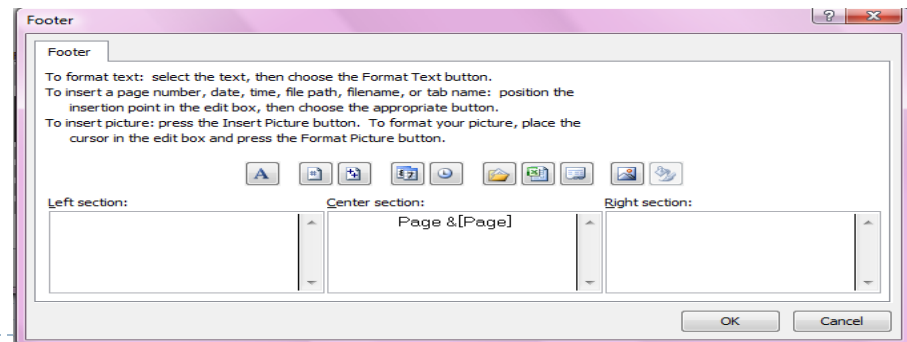 Footer
Footer
To format text: select the text, then choose the Format Text button.
To insert a page number, date, time, file path, filename, or tab name: position the
insertion point in the edit box, then choose the appropriate button.
To insert picture: press the Insert Picture button. To format your picture, place the
cursor in the edit box and press the Format Picture button.
A
Left section: Center section: Right section:
Page &[Page]
OK Cancel